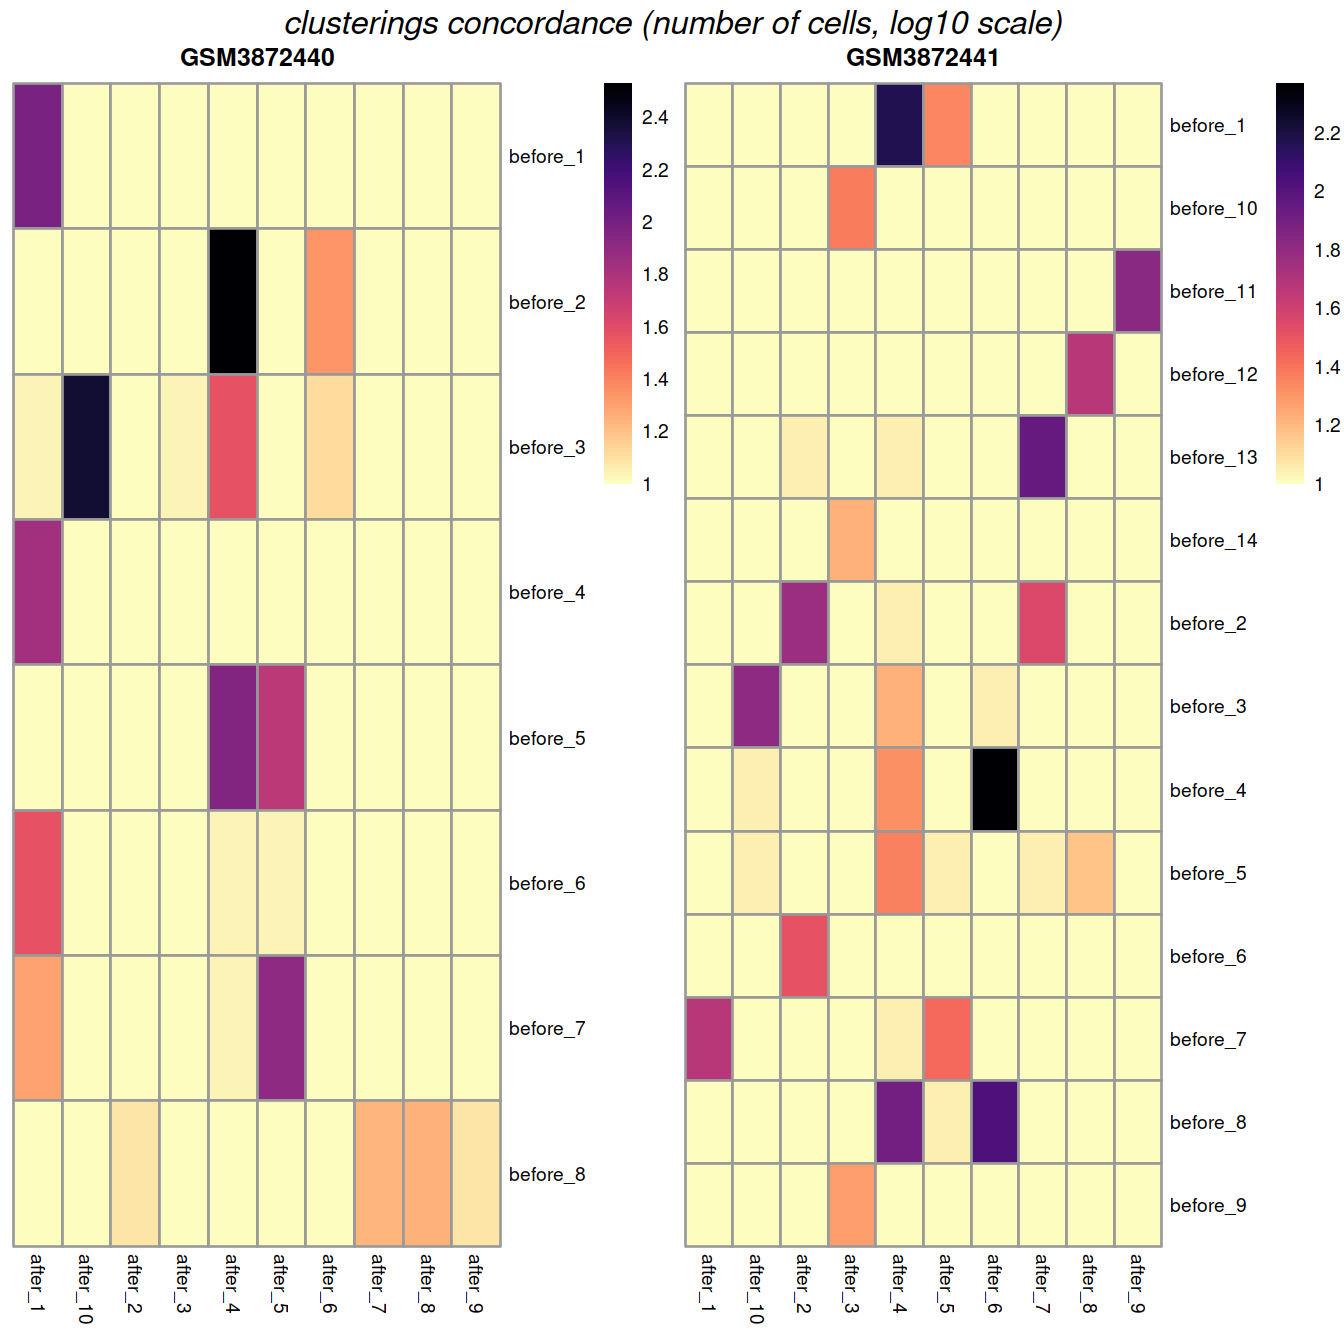 clusterings concordance (number of cells, log10 scale)
GSM3872440
before_1
before_2
before_3
before_4
before_5
before_6
before_7
before_8
after_1
after_10
after_2
after_3
after_4
after_5
after_6
after_7
after_8
after_9
2.4
2.2
2
1.8
1.6
1.4
1.2
1
GSM3872441
before_1
before_10
before_11
before_12
before_13
before_14
before_2
before_3
before_4
before_5
before_6
before_7
before_8
before_9
after_1
after_10
after_2
after_3
after_4
after_5
after_6
after_7
after_8
after_9
2.2
2
1.8
1.6
1.4
1.2
1